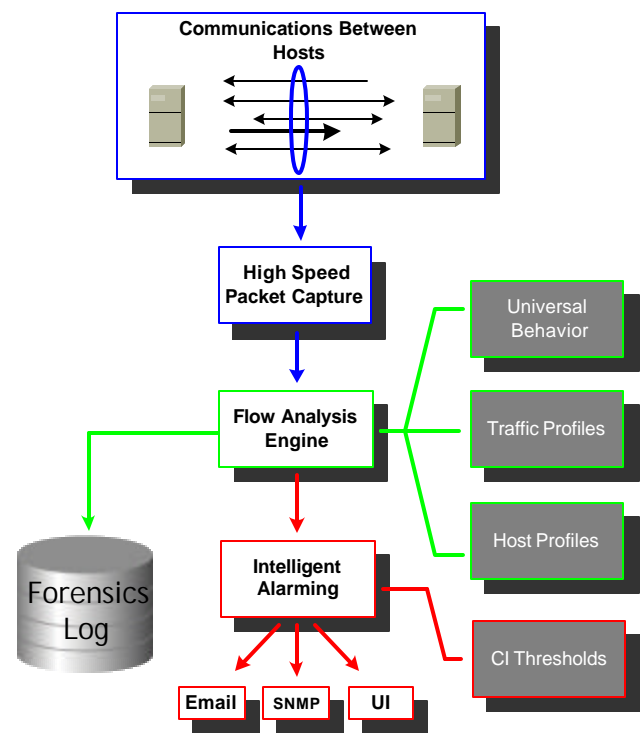 Communications Between
Hosts
High Speed
Packet Capture
Universal
Behavior
Flow Analysis
Engine
Traffic Profiles
Host Profiles
Forensics
Log
Intelligent
Alarming
CI Thresholds
Email
SNMP
UI